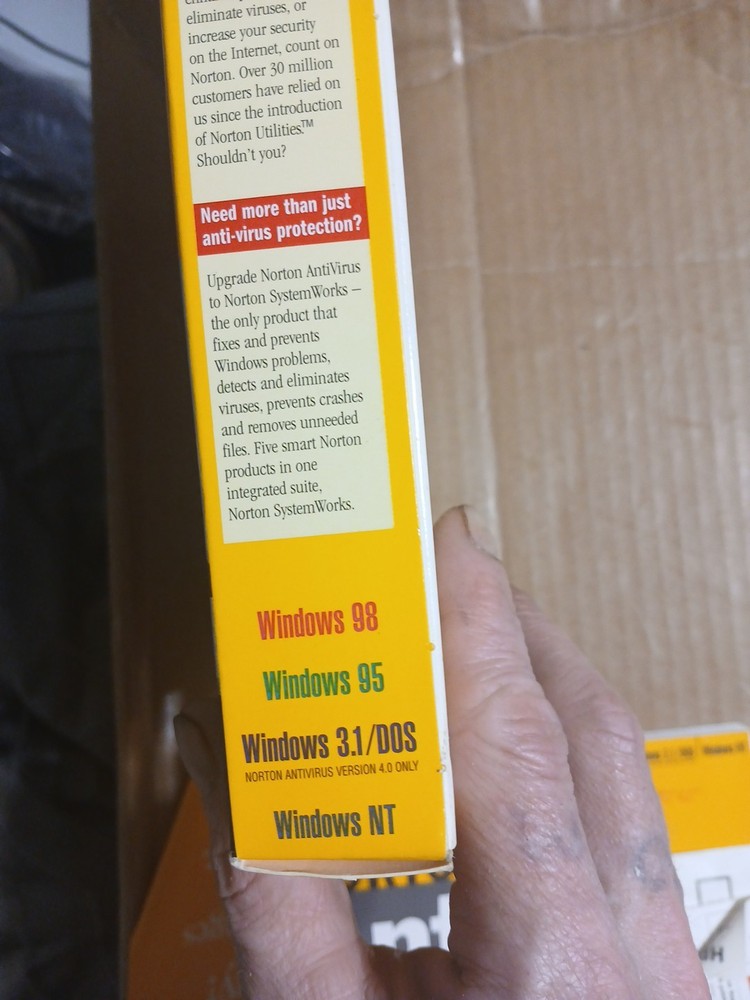 eliminate viruses, or
increase your security
on the Internet, count on
Norton. Over 30 million
customers have relied on
us since the introduction
of Norton Utilities.™
Shouldn't you?
Need more than just
anti-virus protection?
Upgrade Norton AntiVirus
to Norton SystemWorks –
the only product that
fixes and prevents
Windows problems,
detects and eliminates
viruses, prevents crashes
and removes unneeded
files. Five smart Norton
products in one
integrated suite,
Norton SystemWorks.
Windows 98
Windows 95
Windows 3.1/DOS
NORTON ANTIVIRUS VERSION 4.0 ONLY
Windows NT